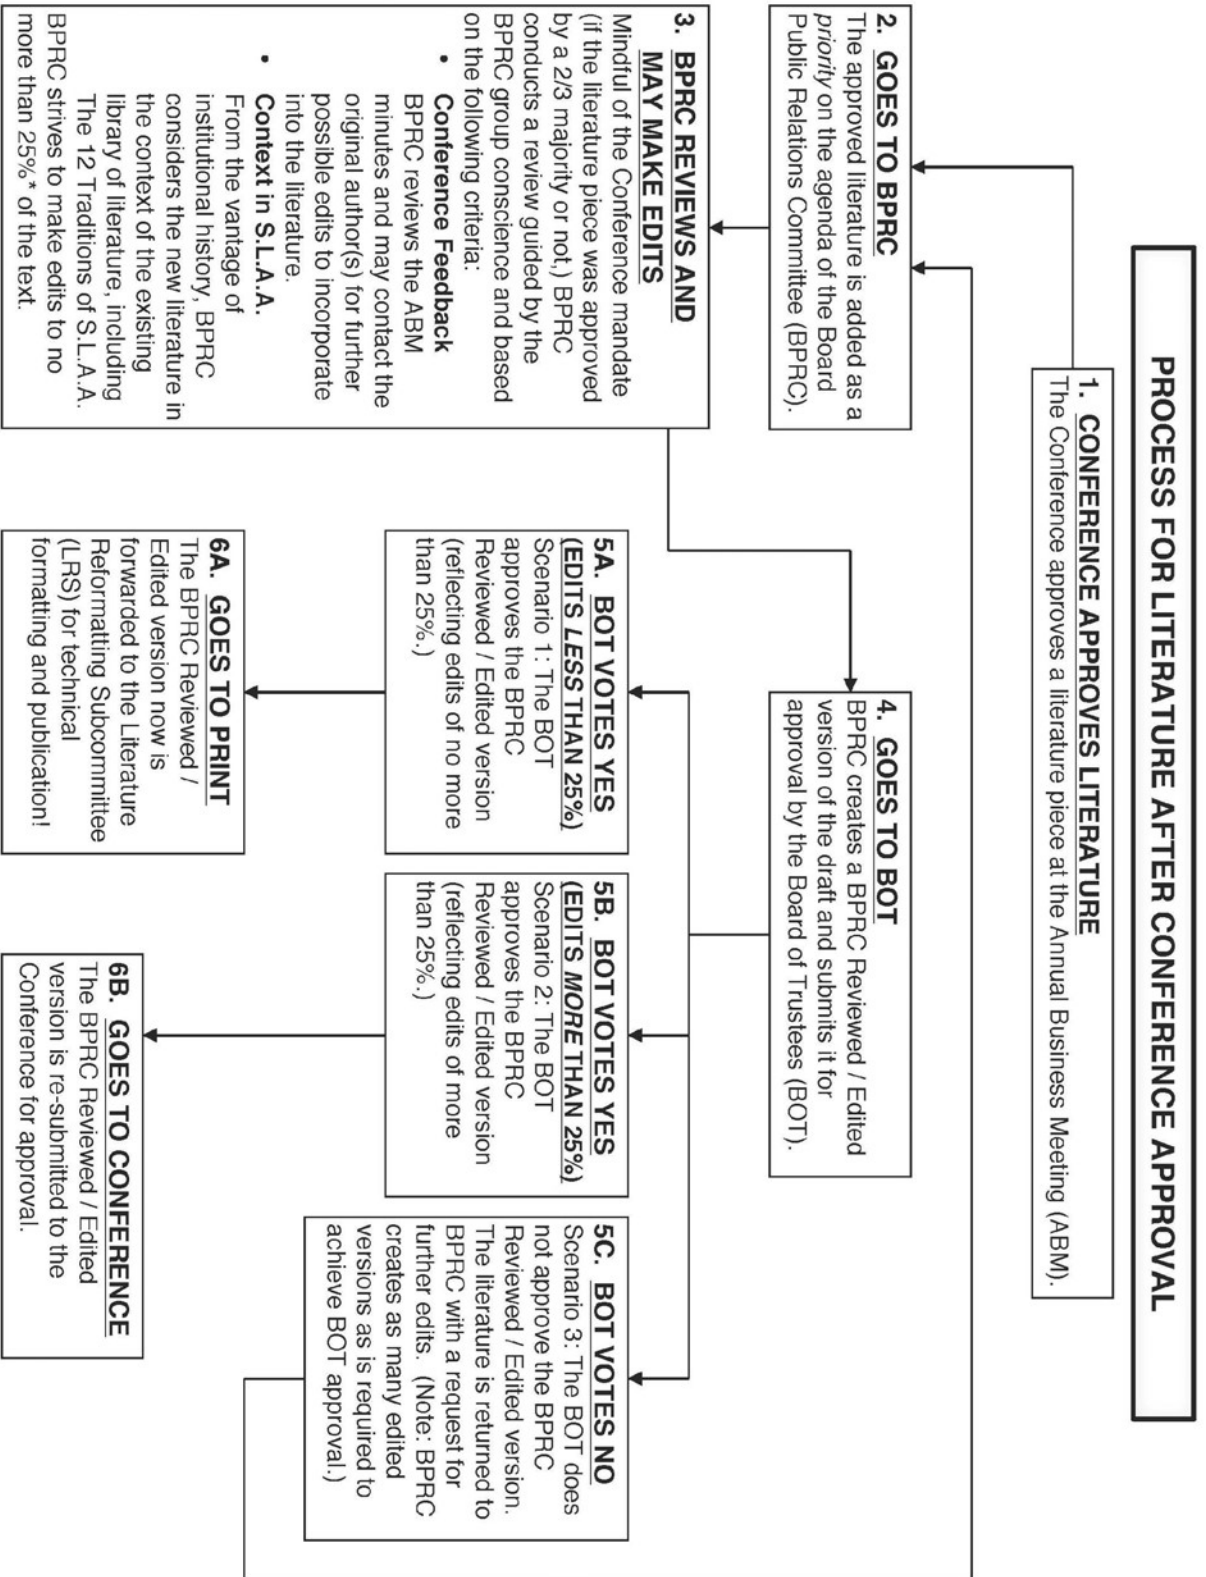 PROCESS FOR LITERATURE AFTER CONFERENCE APPROVAL
1. CONFERENCE APPROVES LITERATURE
The Conference approves a literature piece at the Annual Business Meeting (ABM).
2. GOES TO BPRC
The approved literature is added as a
priority on the agenda of the Board
Public Relations Committee (BPRC).
3. BPRC REVIEWS AND
MAY MAKE EDITS
Mindful of the Conference mandate
(if the literature piece was approved
by a 2/3 majority or not,) BPRC
conducts a review guided by the
BPRC group conscience and based
on the following criteria:
• Conference Feedback
BPRC reviews the ABM
minutes and may contact the
original author(s) for further
possible edits to incorporate
into the literature.
• Context in S.L.A.A.
From the vantage of
institutional history, BPRC
considers the new literature in
the context of the existing
library of literature, including
The 12 Traditions of S.L.A.A.
BPRC strives to make edits to no
more than 25%* of the text.
4. GOES TO BOT
BPRC creates a BPRC Reviewed / Edited
version of the draft and submits it for
approval by the Board of Trustees (BOT).
5A. BOT VOTES YES
(EDITS LESS THAN 25%)
Scenario 1: The BOT
approves the BPRC
Reviewed / Edited version
(reflecting edits of no more
than 25%.)
5B. BOT VOTES YES
(EDITS MORE THAN 25%)
Scenario 2: The BOT
approves the BPRC
Reviewed / Edited version
(reflecting edits of more
than 25%.)
5C. BOT VOTES NO
Scenario 3: The BOT does
not approve the BPRC
Reviewed / Edited version.
The literature is returned to
BPRC with a request for
further edits. (Note: BPRC
creates as many edited
versions as is required to
achieve BOT approval.)
6A. GOES TO PRINT
The BPRC Reviewed /
Edited version now is
forwarded to the Literature
Reformatting Subcommittee
(LRS) for technical
formatting and publication!
6B. GOES TO CONFERENCE
The BPRC Reviewed / Edited
version is re-submitted to the
Conference for approval.